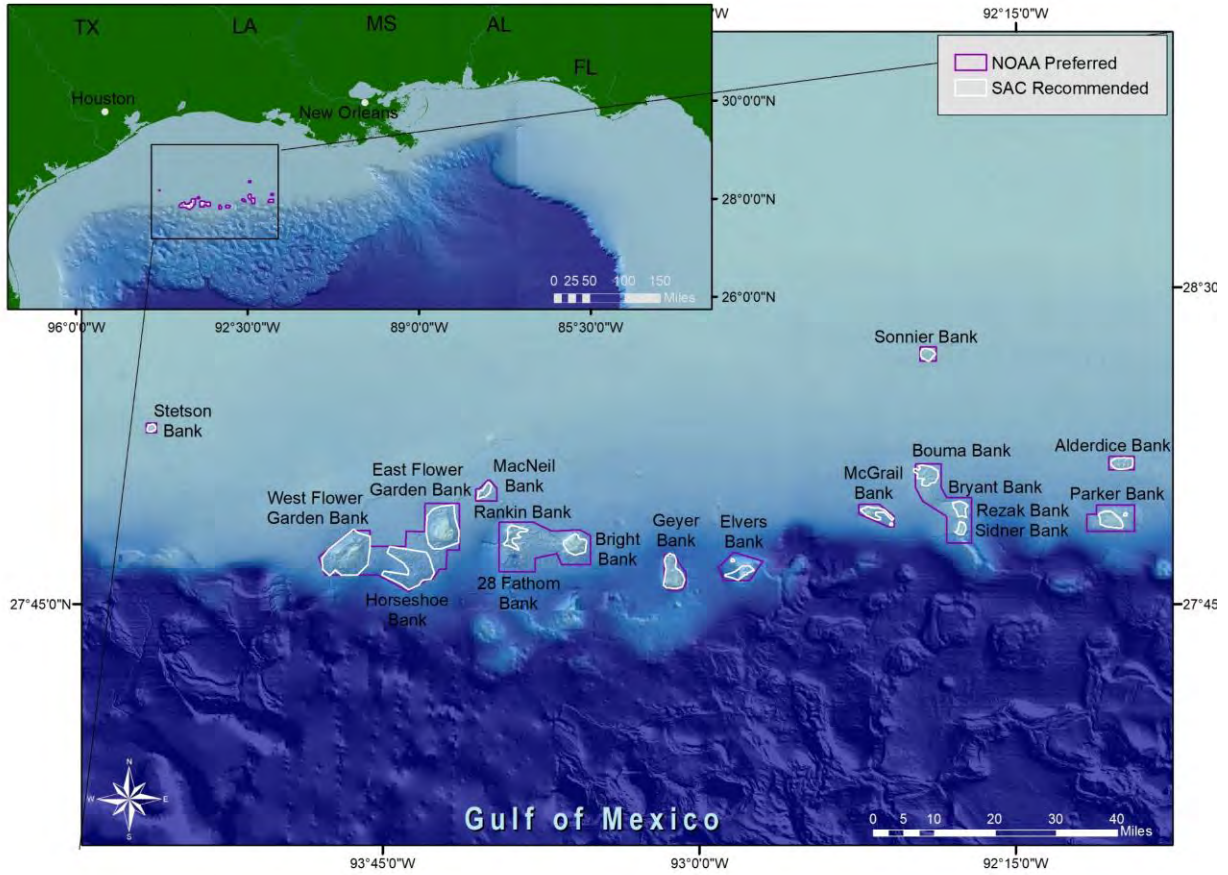 93°0'0"W
92°15'0"W
TX
LA
MS
AL
FL
Houston
New Orleans
30°0'0"N
28°0'0"N
26°0'0"N
0 25 50 100 150
Miles
96°0'0"W
92°30'0"W
89°0'0"W
85°30'0"W
NOAA Preferred
SAC Recommended
28°30
Sonnier Bank
Stetson
Bank
East Flower
Garden Bank
MacNeil
Bank
West Flower
Garden Bank
Rankin Bank
Bright
Bank
28 Fathom
Bank
Horseshoe
Bank
Geyer
Bank
Elvers
Bank
McGrail
Bank
Bouma Bank
Bryant Bank
Rezak Bank
Sidner Bank
Alderdice Bank
Parker Bank
27°45'0"N
27°45
N
W
E
S
Gulf of Mexico
0 5 10 20 30 40
Miles
93°45'0"W
93°0'0"W
92°15'0"W